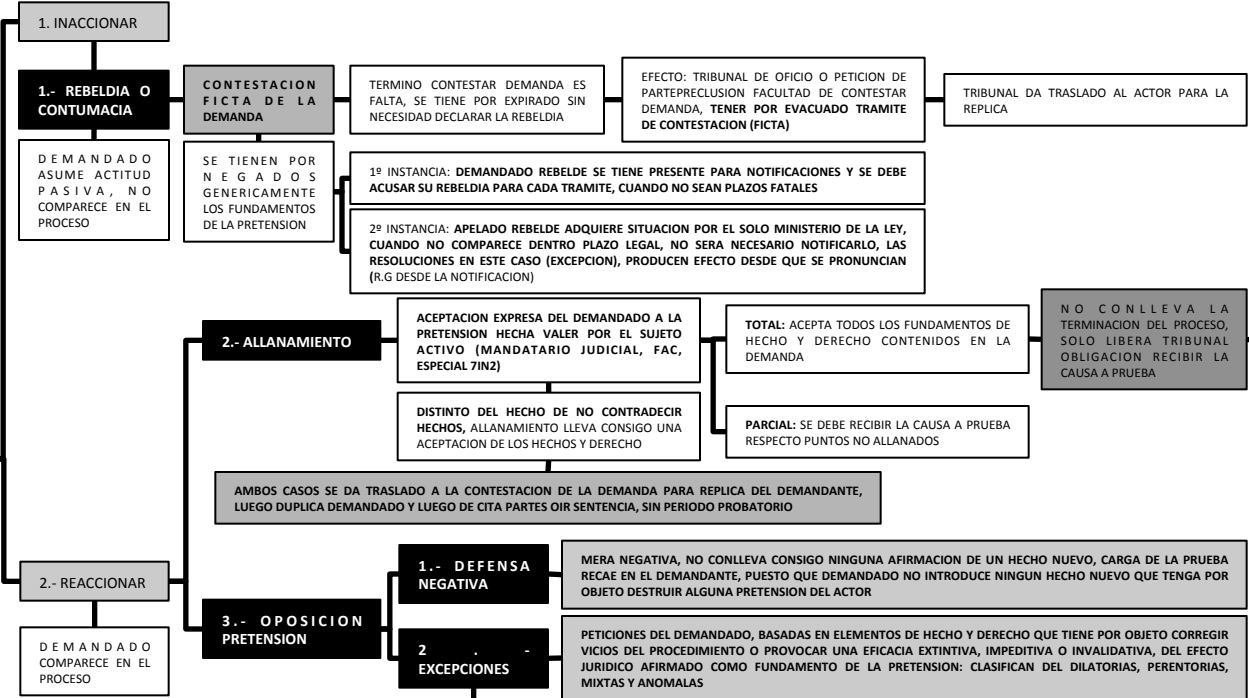 1. INACCIONAR
1.- REBELDIA O
CONTUMACIA
DEMANDADO
ASUME ACTITUD
PASIVA, NO
COMPARECE EN EL
PROCESO
CONTESTACION
FICTA DE LA
DEMANDA
SE TIENEN POR
NEGADOS
GENERICAMENTE
LOS FUNDAMENTOS
DE LA PRETENSION
TERMINO CONTESTAR DEMANDA ES
FALTA, SE TIENE POR EXPIRADO SIN
NECESIDAD DECLARAR LA REBELDIA
EFECTO: TRIBUNAL DE OFICIO O PETICION DE
PARTEPRECLUSION FACULTAD DE CONTESTAR
DEMANDA, TENER POR EVACUADO TRAMITE
DE CONTESTACION (FICTA)
TRIBUNAL DA TRASLADO AL ACTOR PARA LA
REPLICA
1º INSTANCIA: DEMANDADO REBELDE SE TIENE PRESENTE PARA NOTIFICACIONES Y SE DEBE
ACUSAR SU REBELDIA PARA CADA TRAMITE, CUANDO NO SEAN PLAZOS FATALES
2º INSTANCIA: APELADO REBELDE ADQUIERE SITUACION POR EL SOLO MINISTERIO DE LA LEY,
CUANDO NO COMPARECE DENTRO PLAZO LEGAL, NO SERA NECESARIO NOTIFICARLO, LAS
RESOLUCIONES EN ESTE CASO (EXCEPCION), PRODUCEN EFECTO DESDE QUE SE PRONUNCIAN
(R.G DESDE LA NOTIFICACION)
2.- ALLANAMIENTO
ACEPTACION EXPRESA DEL DEMANDADO A LA
PRETENSION HECHA VALER POR EL SUJETO
ACTIVO (MANDATARIO JUDICIAL, FAC,
ESPECIAL 7IN2)
DISTINTO DEL HECHO DE NO CONTRADECIR
HECHOS, ALLANAMIENTO LLEVA CONSIGO UNA
ACEPTACION DE LOS HECHOS Y DERECHO
TOTAL: ACEPTA TODOS LOS FUNDAMENTOS DE
HECHO Y DERECHO CONTENIDOS EN LA
DEMANDA
NO CONLLEVA LA
TERMINACION DEL PROCESO,
SOLO LIBERA TRIBUNAL
OBLIGACION RECIBIR LA
CAUSA A PRUEBA
PARCIAL: SE DEBE RECIBIR LA CAUSA A PRUEBA
RESPECTO PUNTOS NO ALLANADOS
AMBOS CASOS SE DA TRASLADO A LA CONTESTACION DE LA DEMANDA PARA REPLICA DEL DEMANDANTE,
LUEGO DUPLICA DEMANDADO Y LUEGO DE CITA PARTES OIR SENTENCIA, SIN PERIODO PROBATORIO
2.- REACCIONAR
DEMANDADO
COMPARECE EN EL
PROCESO
3.- OPOSICION
PRETENSION
1.- DEFENSA
NEGATIVA
MERA NEGATIVA, NO CONLLEVA CONSIGO NINGUNA AFIRMACION DE UN HECHO NUEVO, CARGA DE LA PRUEBA
RECAE EN EL DEMANDANTE, PUESTO QUE DEMANDADO NO INTRODUCE NINGUN HECHO NUEVO QUE TENGA POR
OBJETO DESTRUIR ALGUNA PRETENSION DEL ACTOR
2 . -
EXCEPCIONES
PETICIONES DEL DEMANDADO, BASADAS EN ELEMENTOS DE HECHO Y DERECHO QUE TIENE POR OBJETO CORREGIR
VICIOS DEL PROCEDIMIENTO O PROVOCAR UNA EFICACIA EXTINTIVA, IMPEDITIVA O INVALIDATIVA, DEL EFECTO
JURIDICO AFIRMADO COMO FUNDAMENTO DE LA PRETENSION: CLASIFICAN DEL DILATORIAS, PERENTORIAS,
MIXTAS Y ANOMALAS